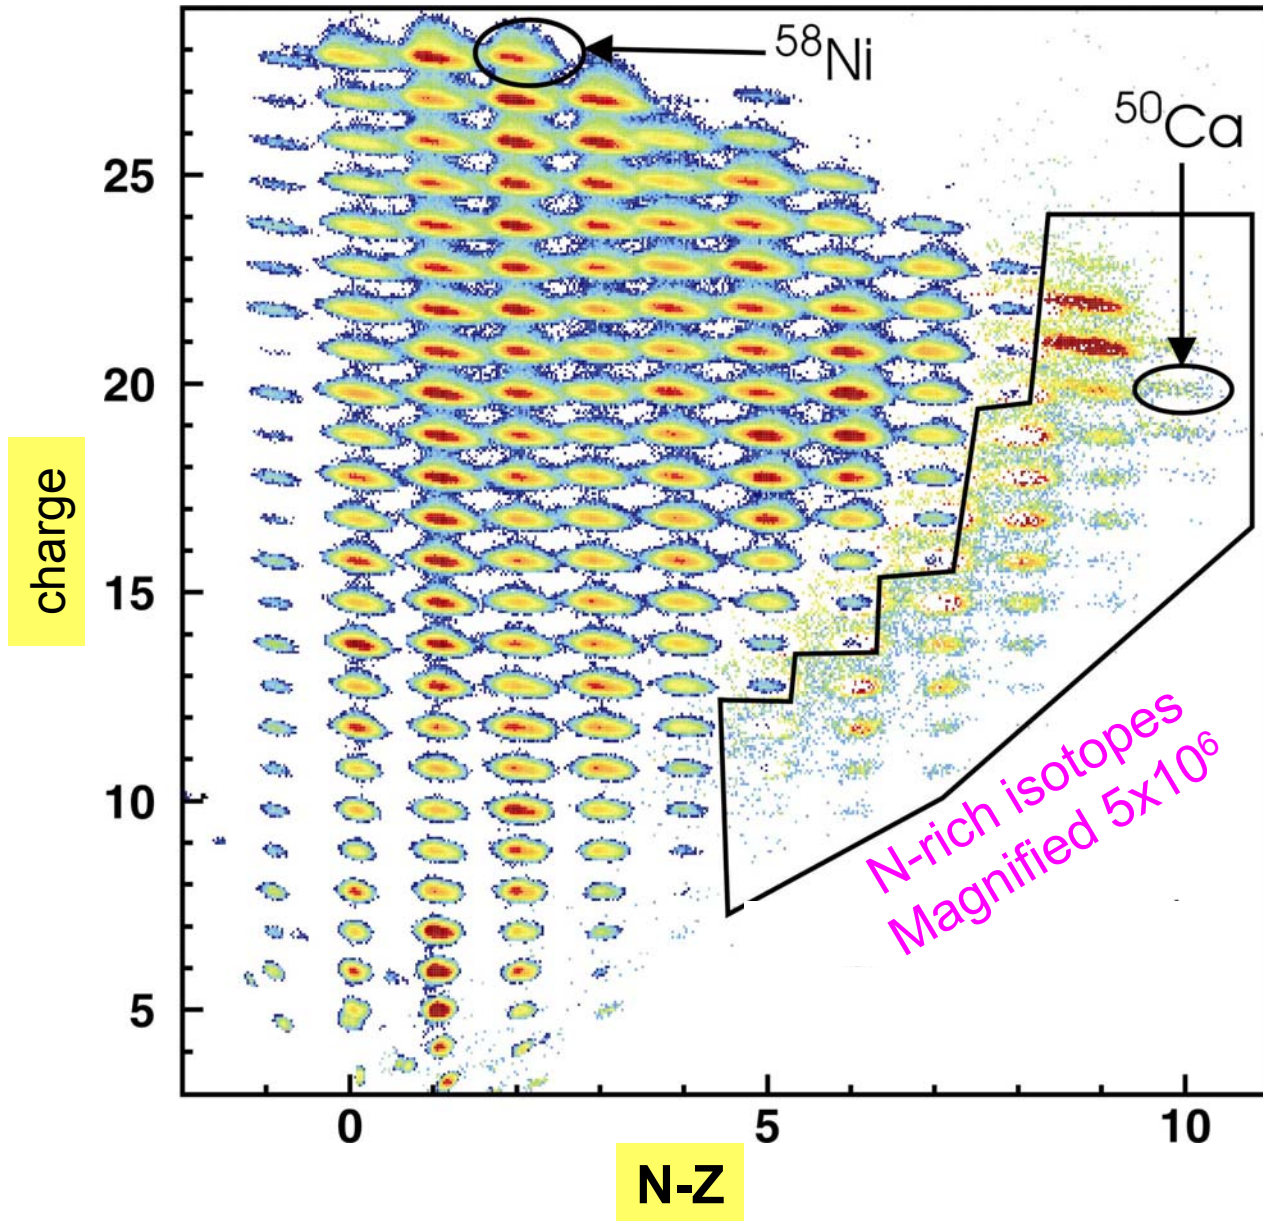 ⁵⁸Ni
⁵⁰Ca
25
20
15
10
5
charge
N-rich isotopes
Magnified 5x10⁶
0
5
10
N-Z